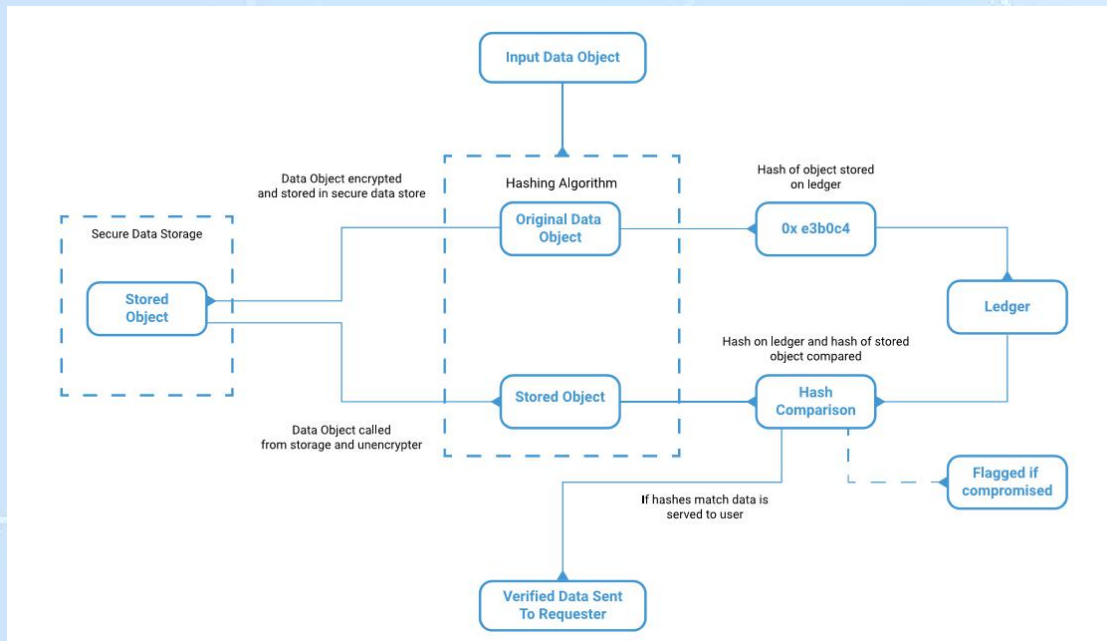 Input Data Object
Data Object encrypted
and stored in secure data store
Hashing Algorithm
Hash of object stored
on ledger
Secure Data Storage
Original Data
Object
0x e3b0c4
Stored
Object
Ledger
Hash on ledger and hash of stored
object compared
Stored Object
Hash
Comparison
Data Object called
from storage and unencrypter
Flagged if
compromised
If hashes match data is
served to user
Verified Data Sent
To Requester